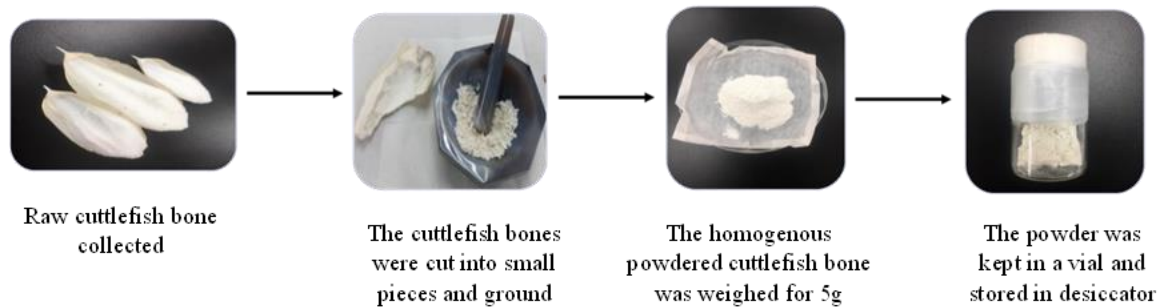 Raw cuttlefish bone
collected
The cuttlefish bones
were cut into small
pieces and ground
The homogenous
powdered cuttlefish bone
was weighed for 5g
The powder was
kept in a vial and
stored in desiccator